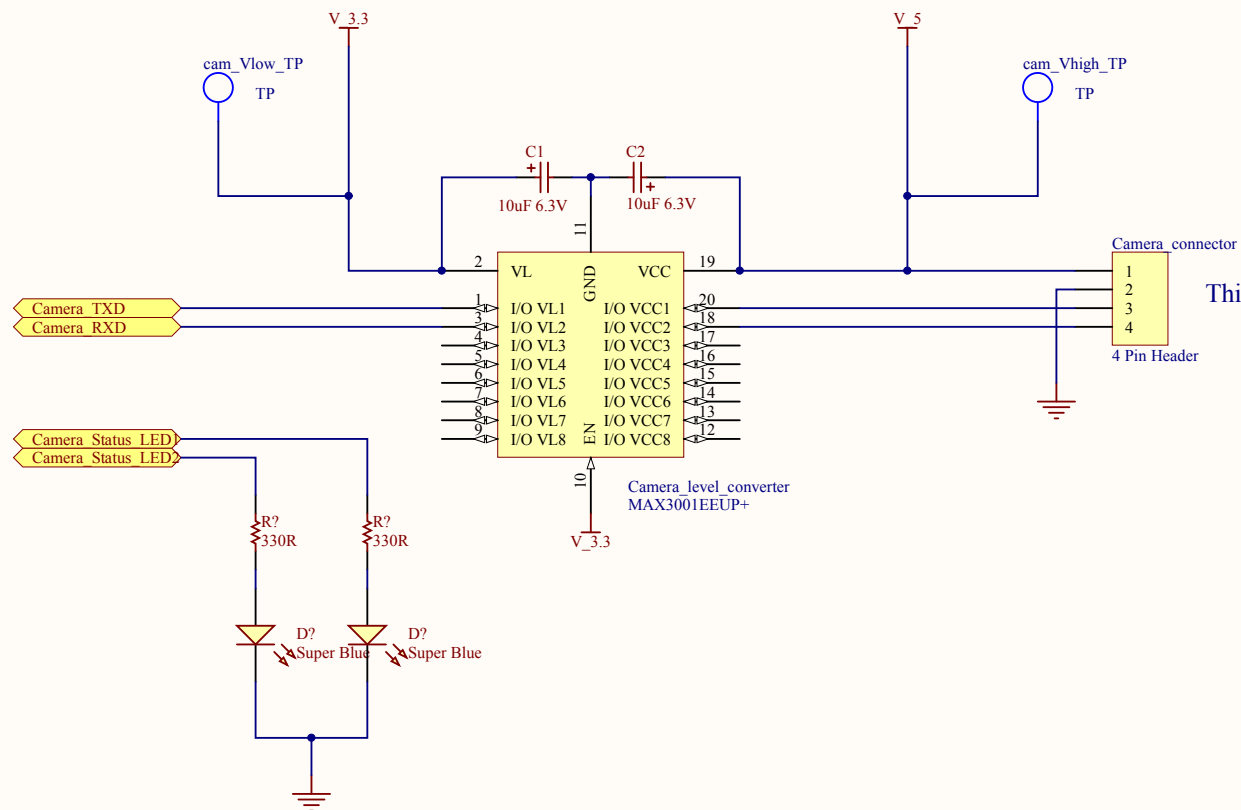 V_3.3
V_5
cam_Vlow_TP
TP
cam_Vhigh_TP
TP
C1
C2
10uF 6.3V
10uF 6.3V
11
GND
2
VL
VCC
19
Camera_connector
1
2
3
4
4 Pin Header
Thi
Camera_TXD
Camera_RXD
1
I/O VL1
I/O VCC1
20
3
I/O VL2
I/O VCC2
18
4
I/O VL3
I/O VCC3
17
5
I/O VL4
I/O VCC4
16
6
I/O VL5
I/O VCC5
15
7
I/O VL6
I/O VCC6
14
8
I/O VL7
I/O VCC7
13
9
I/O VL8
I/O VCC8
12
EN
10
V_3.3
Camera_level_converter
MAX3001EEUP+
Camera_Status_LED1
Camera_Status_LED2
R?
330R
R?
330R
D?
Super Blue
D?
Super Blue